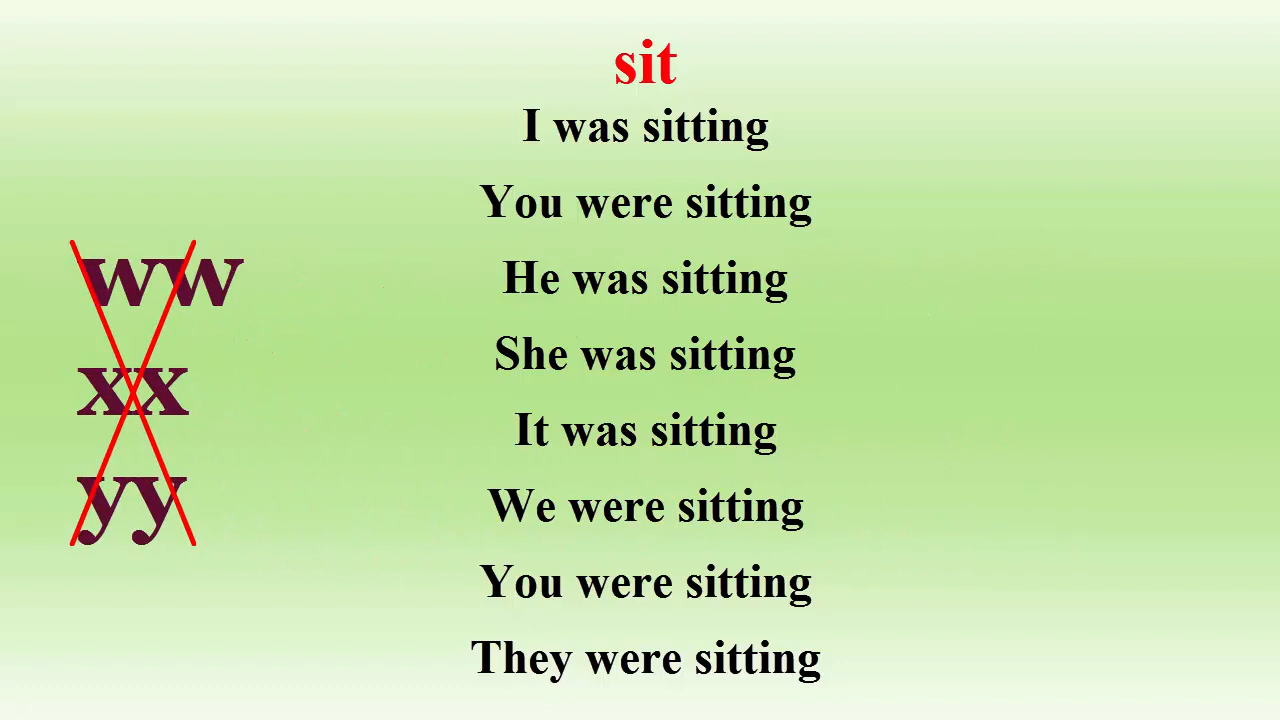 sit
I was sitting
You were sitting
He was sitting
She was sitting
It was sitting
We were sitting
You were sitting
They were sitting
ww
xx
yy